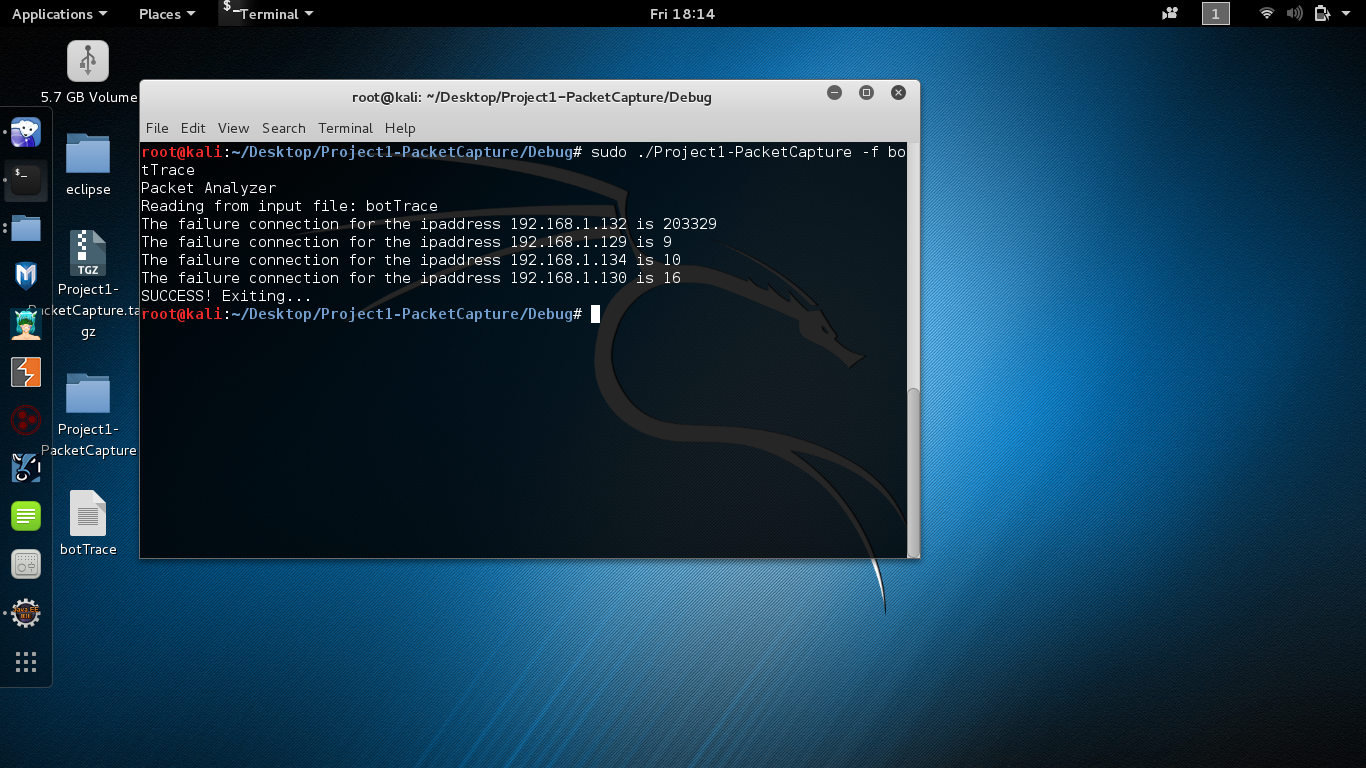 Applications
Places
$_
Terminal
Fri 18:14
1
5.7 GB Volume
root@kali: ~/Desktop/Project1-PacketCapture/Debug
File Edit View Search Terminal Help
root@kali:~/Desktop/Project1-PacketCapture/Debug# sudo ./Project1-PacketCapture -f bo
tTrace
Packet Analyzer
Reading from input file: botTrace
The failure connection for the ipaddress 192.168.1.132 is 203329
The failure connection for the ipaddress 192.168.1.129 is 9
The failure connection for the ipaddress 192.168.1.134 is 10
The failure connection for the ipaddress 192.168.1.130 is 16
SUCCESS! Exiting...
root@kali:~/Desktop/Project1-PacketCapture/Debug#
$_
eclipse
TGZ
Project1-
PacketCapture.ta
gz
Project1-
PacketCapture
botTrace
Java EE